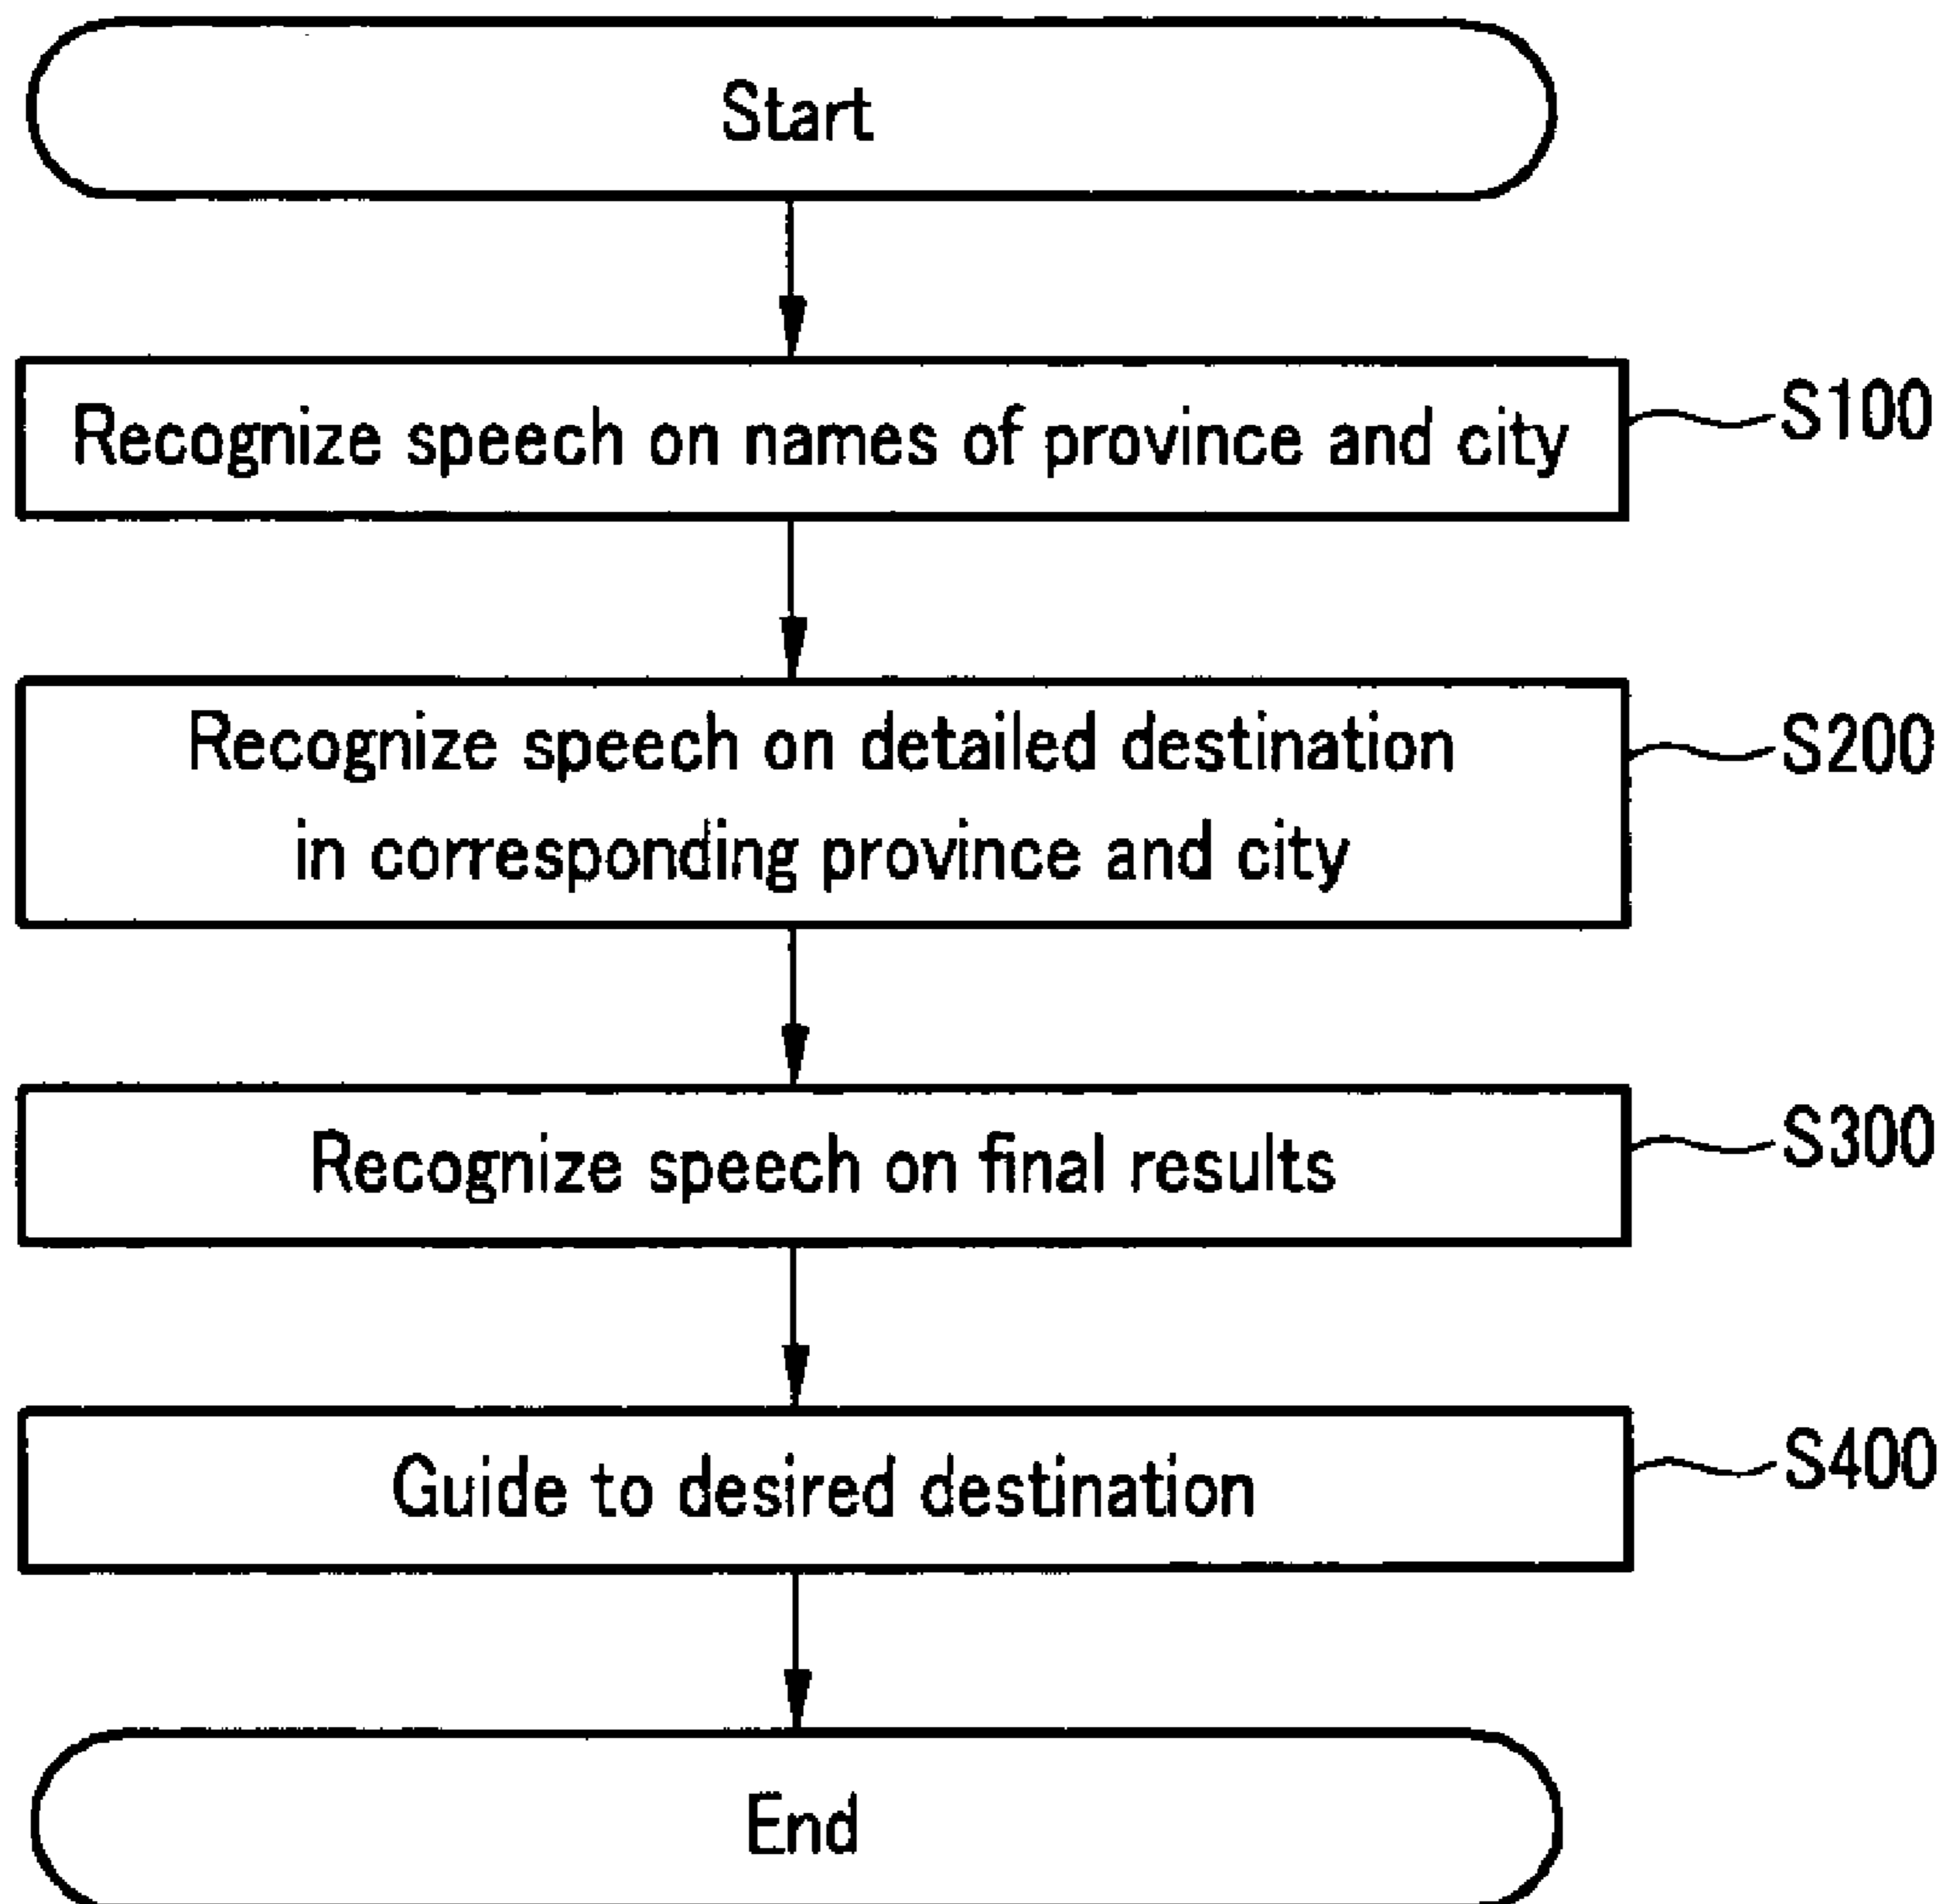 Start
Recognize speech on names of province and city
S100
Recognize speech on detailed destination
in corresponding province and city
S200
Recognize speech on final results
S300
Guide to desired destination
S400
End